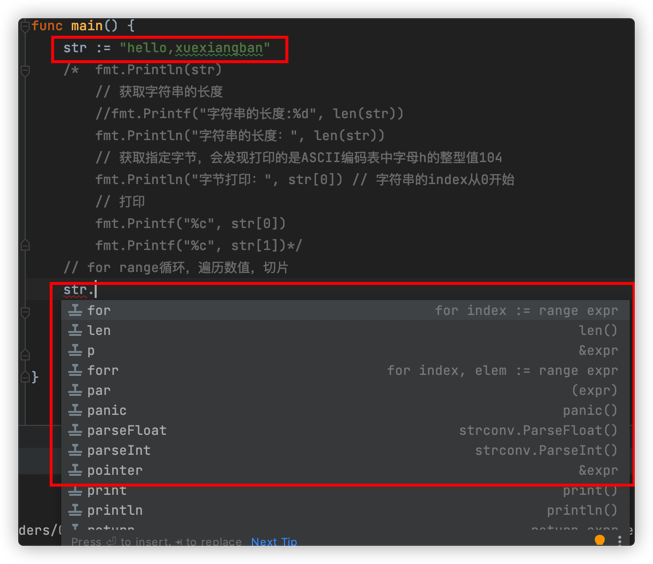 func main() {
str := "hello,xuexiangban"
/* fmt.Println(str)
// 获取字符串的长度
//fmt.Printf("字符串的长度:%d", len(str))
fmt.Println("字符串的长度：", len(str))
// 获取指定字节，会发现打印的是ASCII编码表中字母h的整型值104
fmt.Println("字节打印：", str[0]) // 字符串的index从0开始
// 打印
fmt.Printf("%c", str[0])
fmt.Printf("%c", str[1])*/
// for range循环，遍历数值，切片
str.
for for index := range expr
len len()
p &expr
forr for index, elem := range expr
par (expr)
panic panic()
parseFloat strconv.ParseFloat()
parseInt strconv.ParseInt()
pointer &expr
}
print print()
println println()
return return expr
ders/
Press ⏎ to insert, ⇥ to replace Next Tip